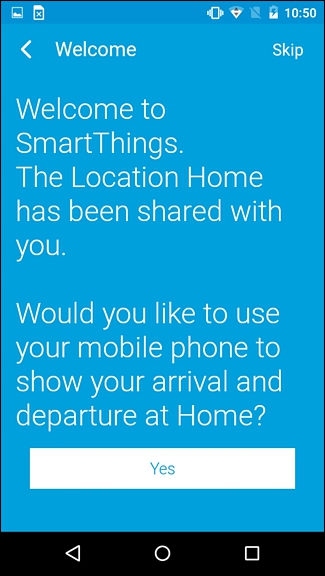 10:50
Welcome
Skip
Welcome to
SmartThings.
The Location Home
has been shared with
you.
Would you like to use
your mobile phone to
show your arrival and
departure at Home?
Yes